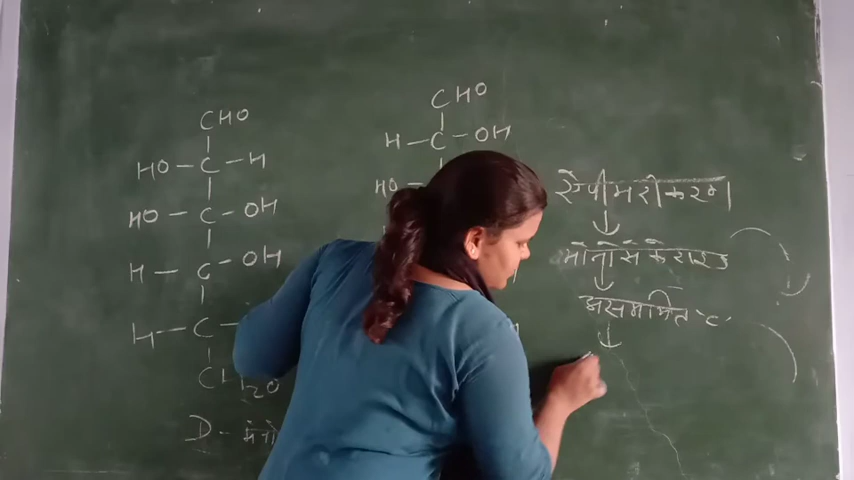 CHO
HO - C - H
HO - C - OH
H - C - OH
H - C -
CH2O
D -
CHO
H - C - OH
HO
ऐपीमरीकरण
मोनोसैकेराइड
असममित 'C'